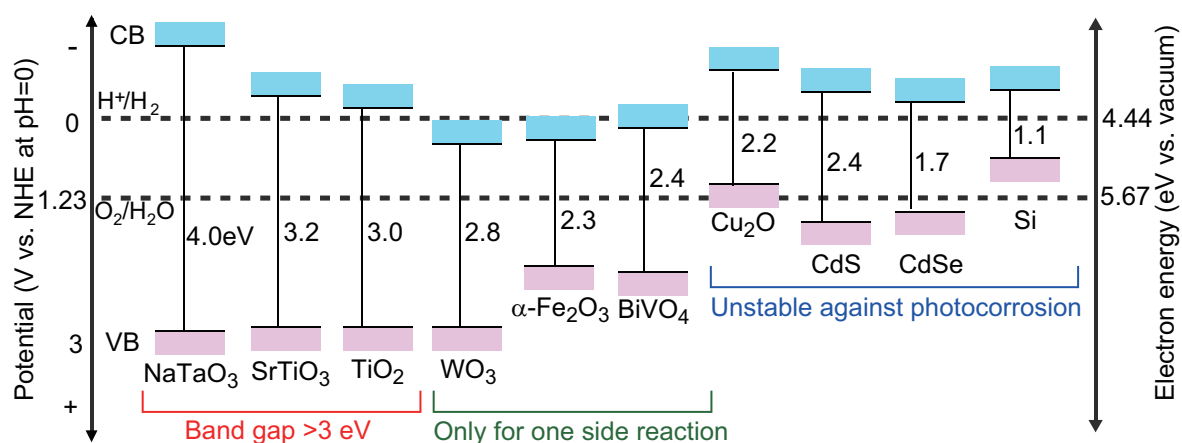 Potential (V vs. NHE at pH=0)
-
0
1.23
3
+
CB
H⁺/H₂
O₂/H₂O
VB
4.0eV
3.2
3.0
2.8
2.3
2.4
2.2
2.4
1.7
1.1
NaTaO₃
SrTiO₃
TiO₂
WO₃
α-Fe₂O₃
BiVO₄
Cu₂O
CdS
CdSe
Si
Band gap >3 eV
Only for one side reaction
Unstable against photocorrosion
4.44
5.67
Electron energy (eV vs. vacuum)